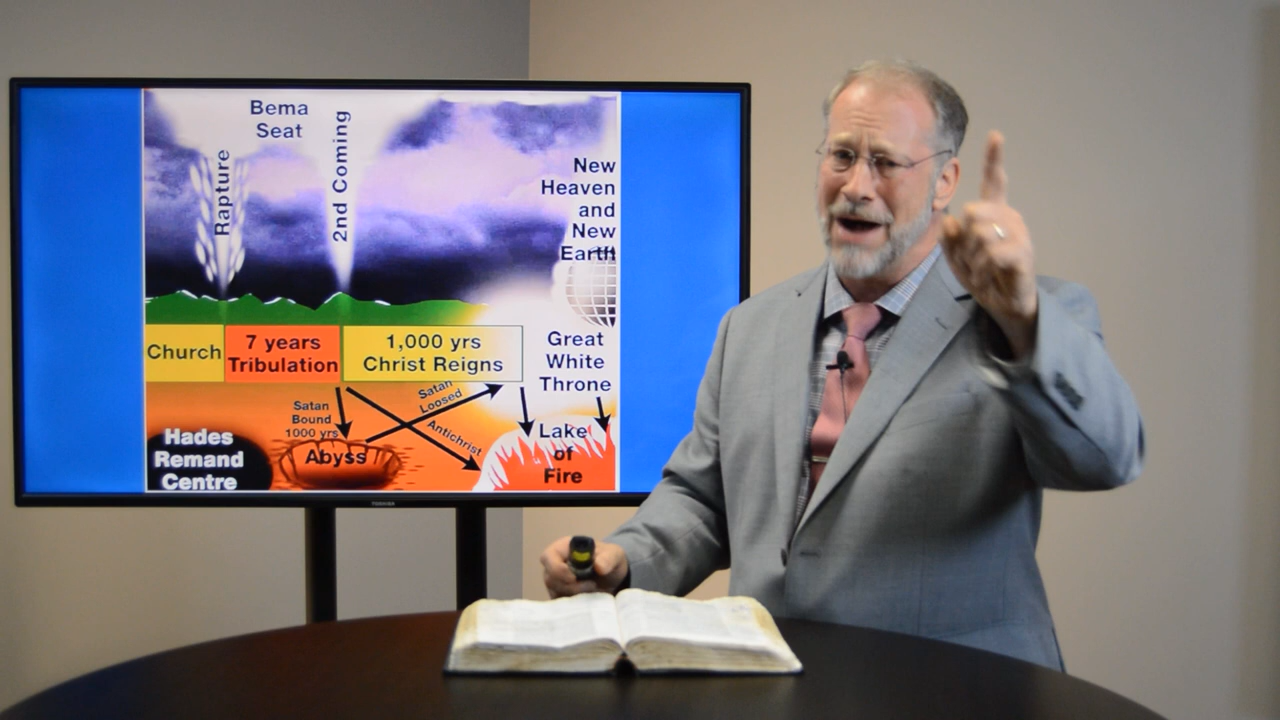 Bema
Seat
Rapture
2nd Coming
New
Heaven
and
New
Earth
Church
7 years
Tribulation
1,000 yrs
Christ Reigns
Great
White
Throne
Satan
Bound
1000 yrs
Satan
Loosed
Antichrist
Hades
Remand
Centre
Abyss
Lake
of
Fire
TOSHIBA